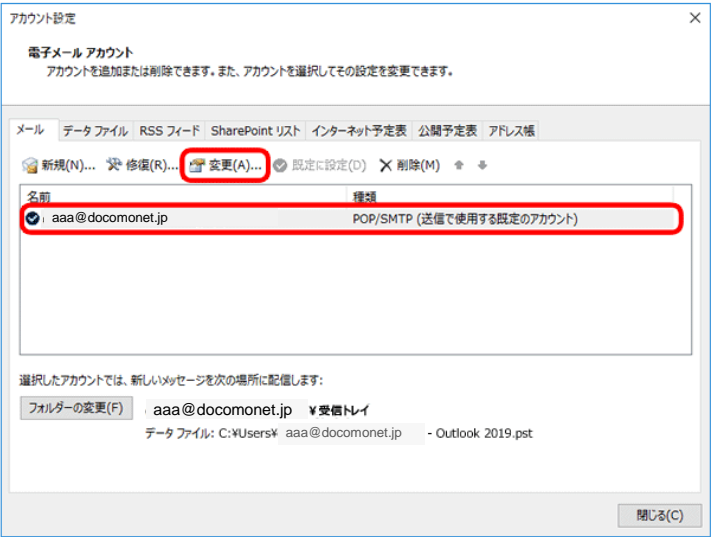 アカウント設定
電子メール アカウント
アカウントを追加または削除できます。また、アカウントを選択してその設定を変更できます。
メール データ ファイル RSS フィード SharePoint リスト インターネット予定表 公開予定表 アドレス帳
新規(N)... 修復(R)... 変更(A)... 既定に設定(D) 削除(M)
名前 種類
aaa@docomonet.jp POP/SMTP (送信で使用する既定のアカウント)
選択したアカウントでは、新しいメッセージを次の場所に配信します:
フォルダーの変更(F) aaa@docomonet.jp ¥受信トレイ
データ ファイル: C:¥Users¥ aaa@docomonet.jp - Outlook 2019.pst
閉じる(C)